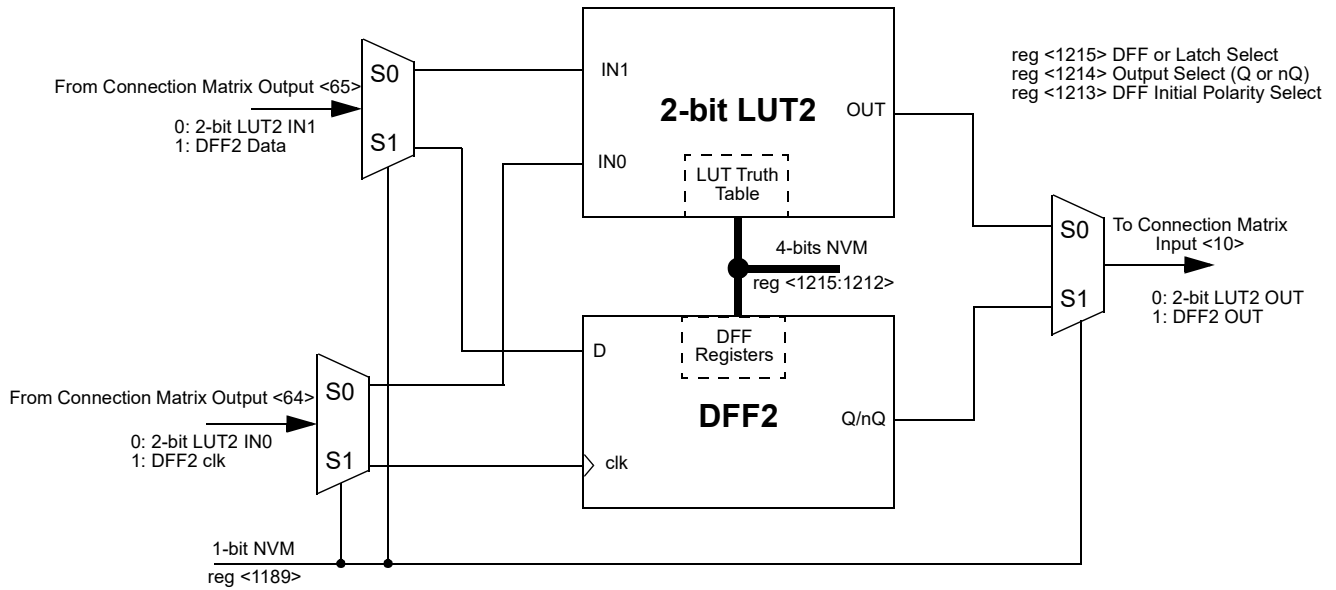 reg <1215> DFF or Latch Select
reg <1214> Output Select (Q or nQ)
reg <1213> DFF Initial Polarity Select
From Connection Matrix Output <65>
0: 2-bit LUT2 IN1
1: DFF2 Data
S0
S1
IN1
IN0
2-bit LUT2
OUT
LUT Truth
Table
4-bits NVM
reg <1215:1212>
S0
S1
To Connection Matrix
Input <10>
0: 2-bit LUT2 OUT
1: DFF2 OUT
From Connection Matrix Output <64>
0: 2-bit LUT2 IN0
1: DFF2 clk
S0
S1
D
clk
DFF
Registers
DFF2
Q/nQ
1-bit NVM
reg <1189>